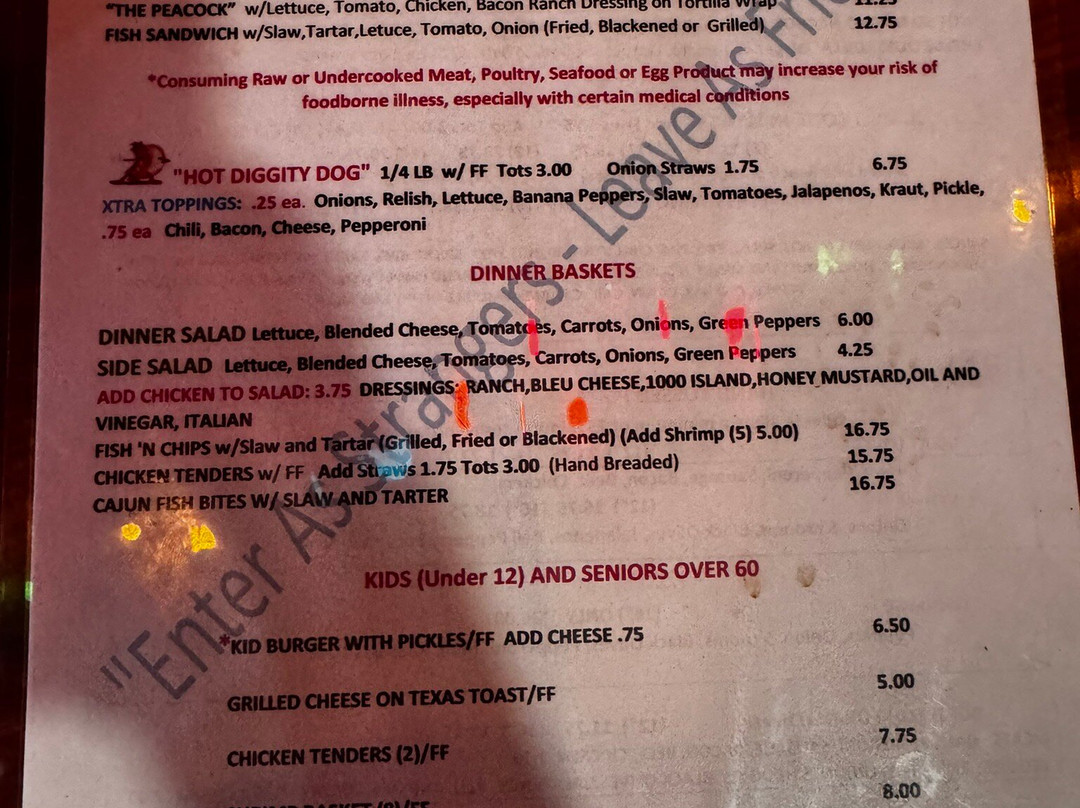 "THE PEACOCK" w/Lettuce, Tomato, Chicken, Bacon Ranch Dressing on Tortilla Wrap 11.25
FISH SANDWICH w/Slaw,Tartar,Letuce, Tomato, Onion (Fried, Blackened or Grilled) 12.75
*Consuming Raw or Undercooked Meat, Poultry, Seafood or Egg Product may increase your risk of
foodborne illness, especially with certain medical conditions
"HOT DIGGITY DOG" 1/4 LB w/ FF Tots 3.00 Onion Straws 1.75 6.75
XTRA TOPPINGS: .25 ea. Onions, Relish, Lettuce, Banana Peppers, Slaw, Tomatoes, Jalapenos, Kraut, Pickle,
.75 ea Chili, Bacon, Cheese, Pepperoni
DINNER BASKETS
DINNER SALAD Lettuce, Blended Cheese, Tomatoes, Carrots, Onions, Green Peppers 6.00
SIDE SALAD Lettuce, Blended Cheese, Tomatoes, Carrots, Onions, Green Peppers 4.25
ADD CHICKEN TO SALAD: 3.75 DRESSINGS: RANCH,BLEU CHEESE,1000 ISLAND,HONEY MUSTARD,OIL AND
VINEGAR, ITALIAN
FISH 'N CHIPS w/Slaw and Tartar (Grilled, Fried or Blackened) (Add Shrimp (5) 5.00) 16.75
CHICKEN TENDERS w/ FF Add Straws 1.75 Tots 3.00 (Hand Breaded) 15.75
CAJUN FISH BITES W/ SLAW AND TARTER 16.75
KIDS (Under 12) AND SENIORS OVER 60
*KID BURGER WITH PICKLES/FF ADD CHEESE .75 6.50
GRILLED CHEESE ON TEXAS TOAST/FF 5.00
CHICKEN TENDERS (2)/FF 7.75
8.00
"Enter As Strangers - Leave As